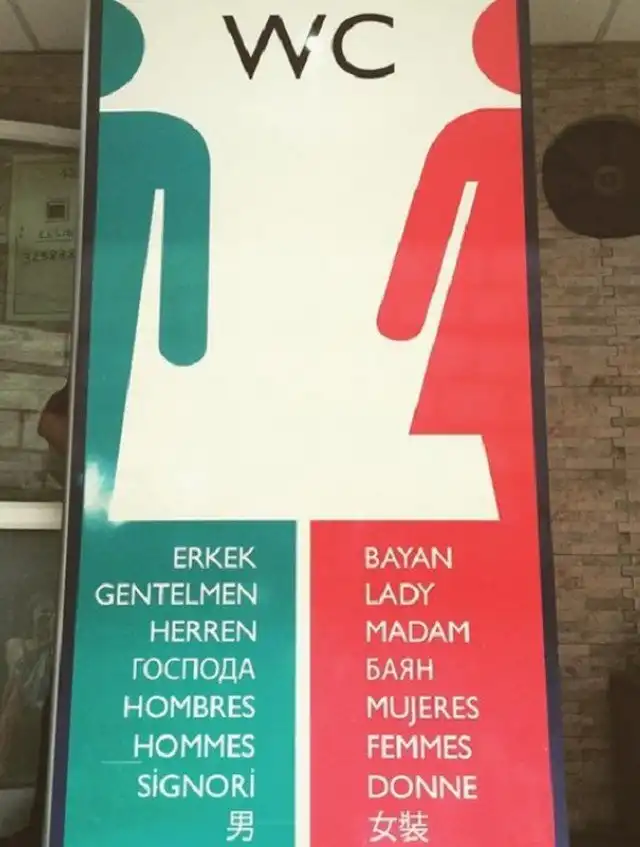 WC
ERKEK
GENTELMEN
HERREN
ГОСПОДА
HOMBRES
HOMMES
SİGNORİ
男
BAYAN
LADY
MADAM
БАЯН
MUJERES
FEMMES
DONNE
女裝